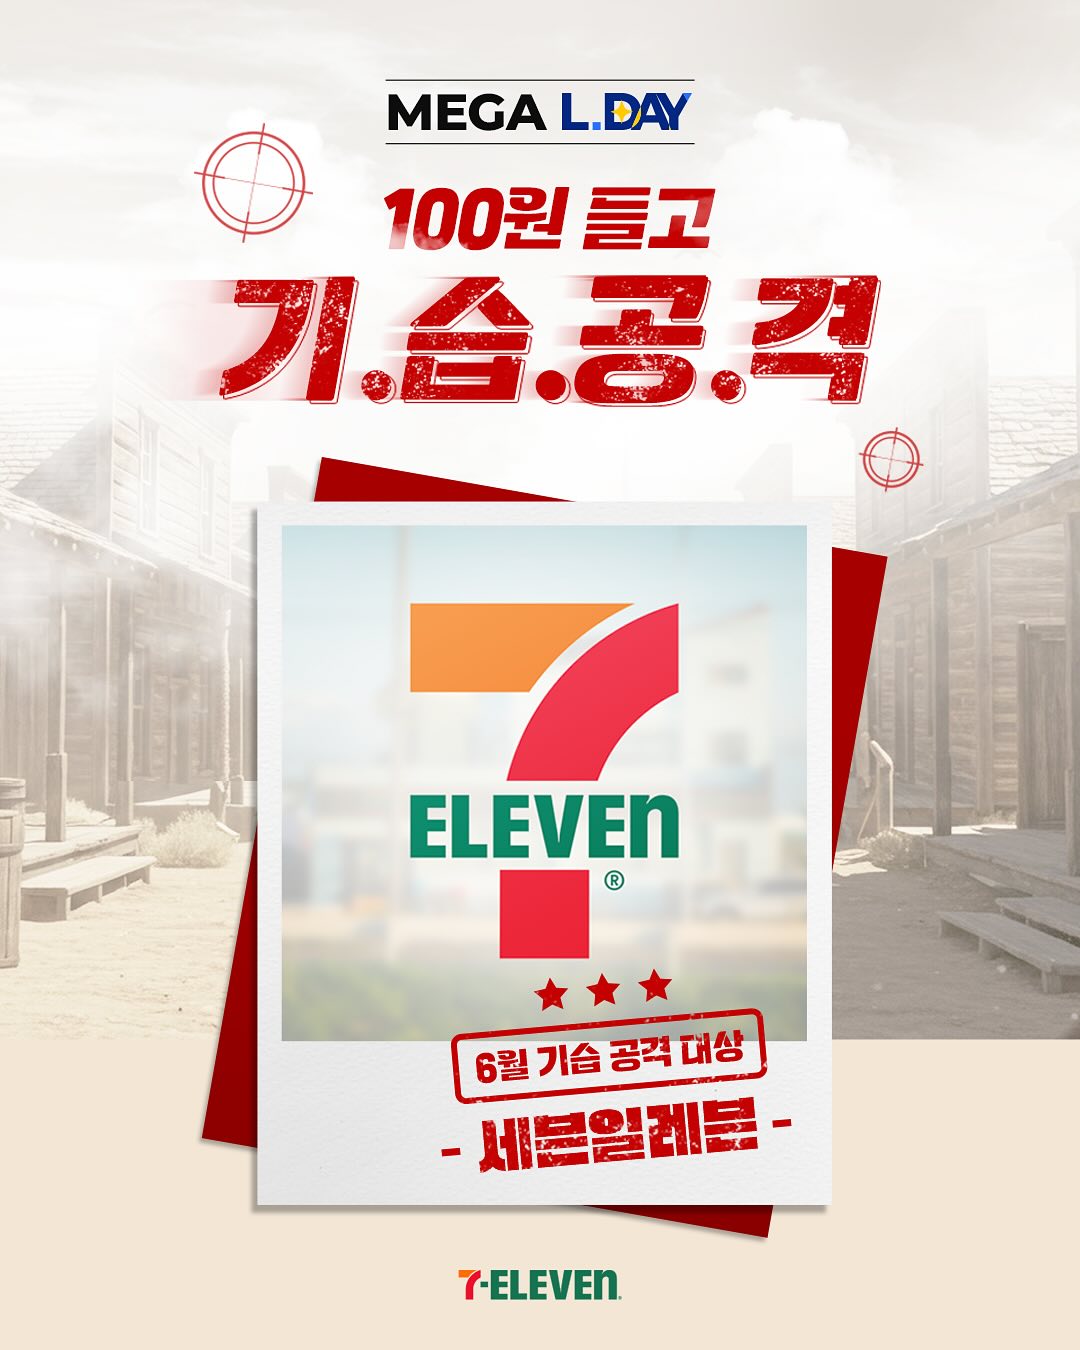 MEGA L.DAY
100원 들고
기.습.공.격
7
ELEVEn
®
6월 기습 공격 대상
- 세븐일레븐 -
7-ELEVEn